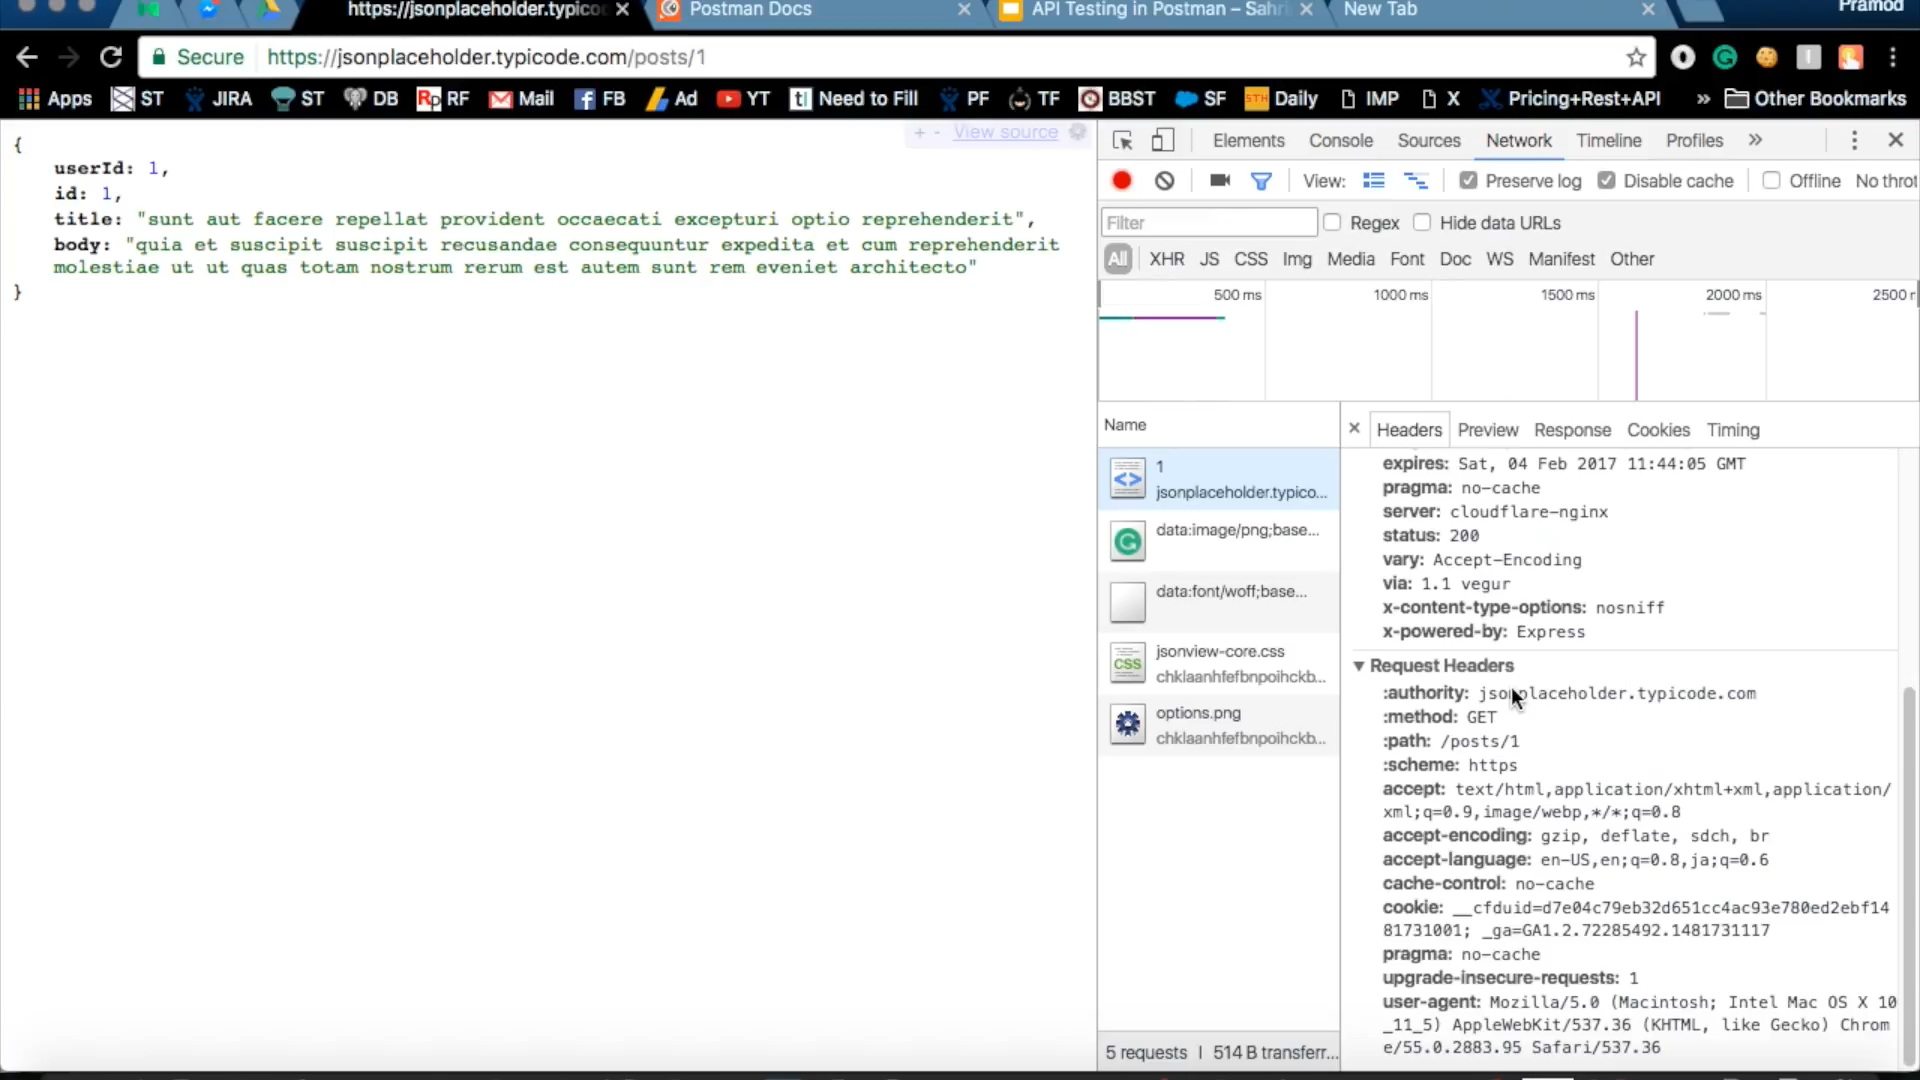 https://jsonplaceholder.typico
Postman Docs
API Testing in Postman – Sahri
New Tab
Pramod
Secure
https://jsonplaceholder.typicode.com/posts/1
Apps ST JIRA ST DB Rp RF Mail FB Ad YT t| Need to Fill PF TF BBST SF STH Daily IMP X Pricing+Rest+API » Other Bookmarks
+ - View source
{
userId: 1,
id: 1,
title: "sunt aut facere repellat provident occaecati excepturi optio reprehenderit",
body: "quia et suscipit suscipit recusandae consequuntur expedita et cum reprehenderit
molestiae ut ut quas totam nostrum rerum est autem sunt rem eveniet architecto"
}
Elements Console Sources Network Timeline Profiles »
View: Preserve log Disable cache Offline No throt
Filter Regex Hide data URLs
All XHR JS CSS Img Media Font Doc WS Manifest Other
500 ms 1000 ms 1500 ms 2000 ms 2500 r
Name
1
jsonplaceholder.typico...
data:image/png;base...
data:font/woff;base...
CSS
jsonview-core.css
chklaanhfefbnpoihckb...
options.png
chklaanhfefbnpoihckb...
5 requests | 514 B transferr...
Headers Preview Response Cookies Timing
expires: Sat, 04 Feb 2017 11:44:05 GMT
pragma: no-cache
server: cloudflare-nginx
status: 200
vary: Accept-Encoding
via: 1.1 vegur
x-content-type-options: nosniff
x-powered-by: Express
Request Headers
:authority: jsonplaceholder.typicode.com
:method: GET
:path: /posts/1
:scheme: https
accept: text/html,application/xhtml+xml,application/
xml;q=0.9,image/webp,*/*;q=0.8
accept-encoding: gzip, deflate, sdch, br
accept-language: en-US,en;q=0.8,ja;q=0.6
cache-control: no-cache
cookie: __cfduid=d7e04c79eb32d651cc4ac93e780ed2ebf14
81731001; _ga=GA1.2.72285492.1481731117
pragma: no-cache
upgrade-insecure-requests: 1
user-agent: Mozilla/5.0 (Macintosh; Intel Mac OS X 10
_11_5) AppleWebKit/537.36 (KHTML, like Gecko) Chrom
e/55.0.2883.95 Safari/537.36